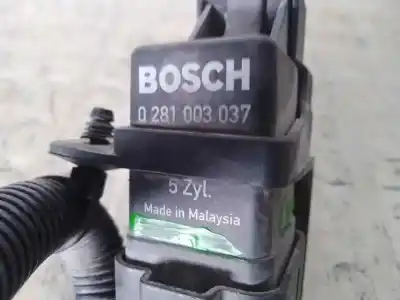 BOSCH
0 281 003 037
5 Zyl.
Made in Malaysia